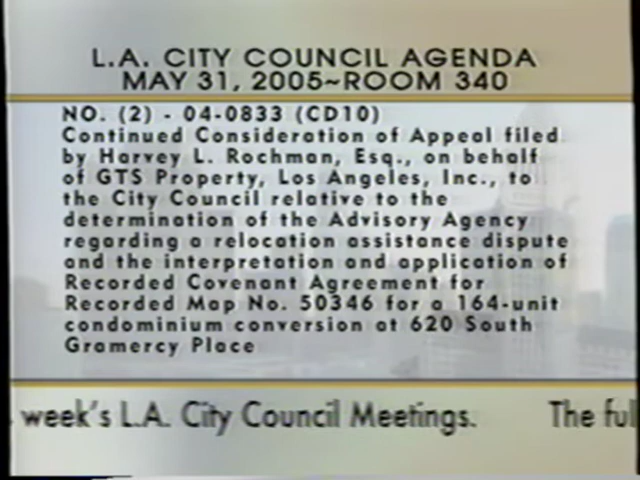 L.A. CITY COUNCIL AGENDA
MAY 31, 2005~ROOM 340
NO. (2) - 04-0833 (CD10)
Continued Consideration of Appeal filed
by Harvey L. Rochman, Esq., on behalf
of GTS Property, Los Angeles, Inc., to
the City Council relative to the
determination of the Advisory Agency
regarding a relocation assistance dispute
and the interpretation and application of
Recorded Covenant Agreement for
Recorded Map No. 50346 for a 164-unit
condominium conversion at 620 South
Gramercy Place
week's L.A. City Council Meetings. The ful